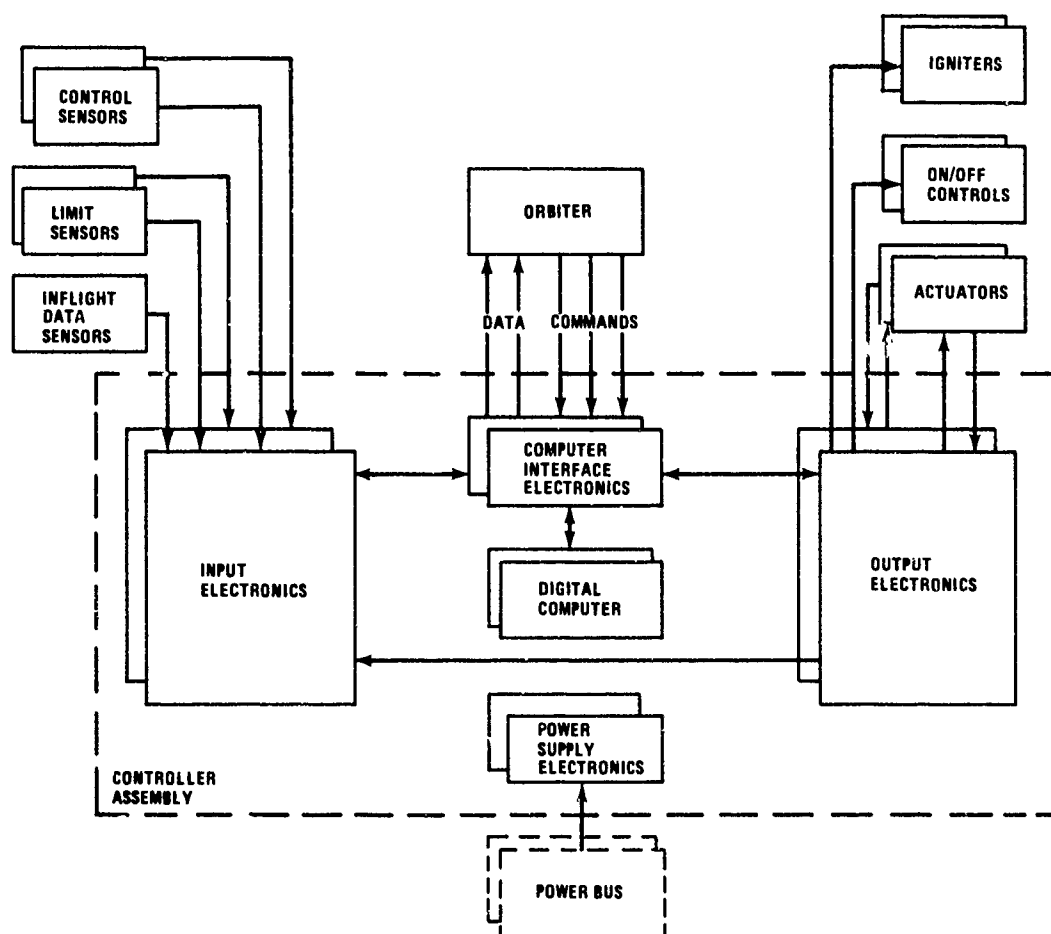 CONTROL
SENSORS
LIMIT
SENSORS
INFLIGHT
DATA
SENSORS
ORBITER
DATA
COMMANDS
IGNITERS
ON/OFF
CONTROLS
ACTUATORS
COMPUTER
INTERFACE
ELECTRONICS
INPUT
ELECTRONICS
DIGITAL
COMPUTER
OUTPUT
ELECTRONICS
POWER
SUPPLY
ELECTRONICS
CONTROLLER
ASSEMBLY
POWER BUS